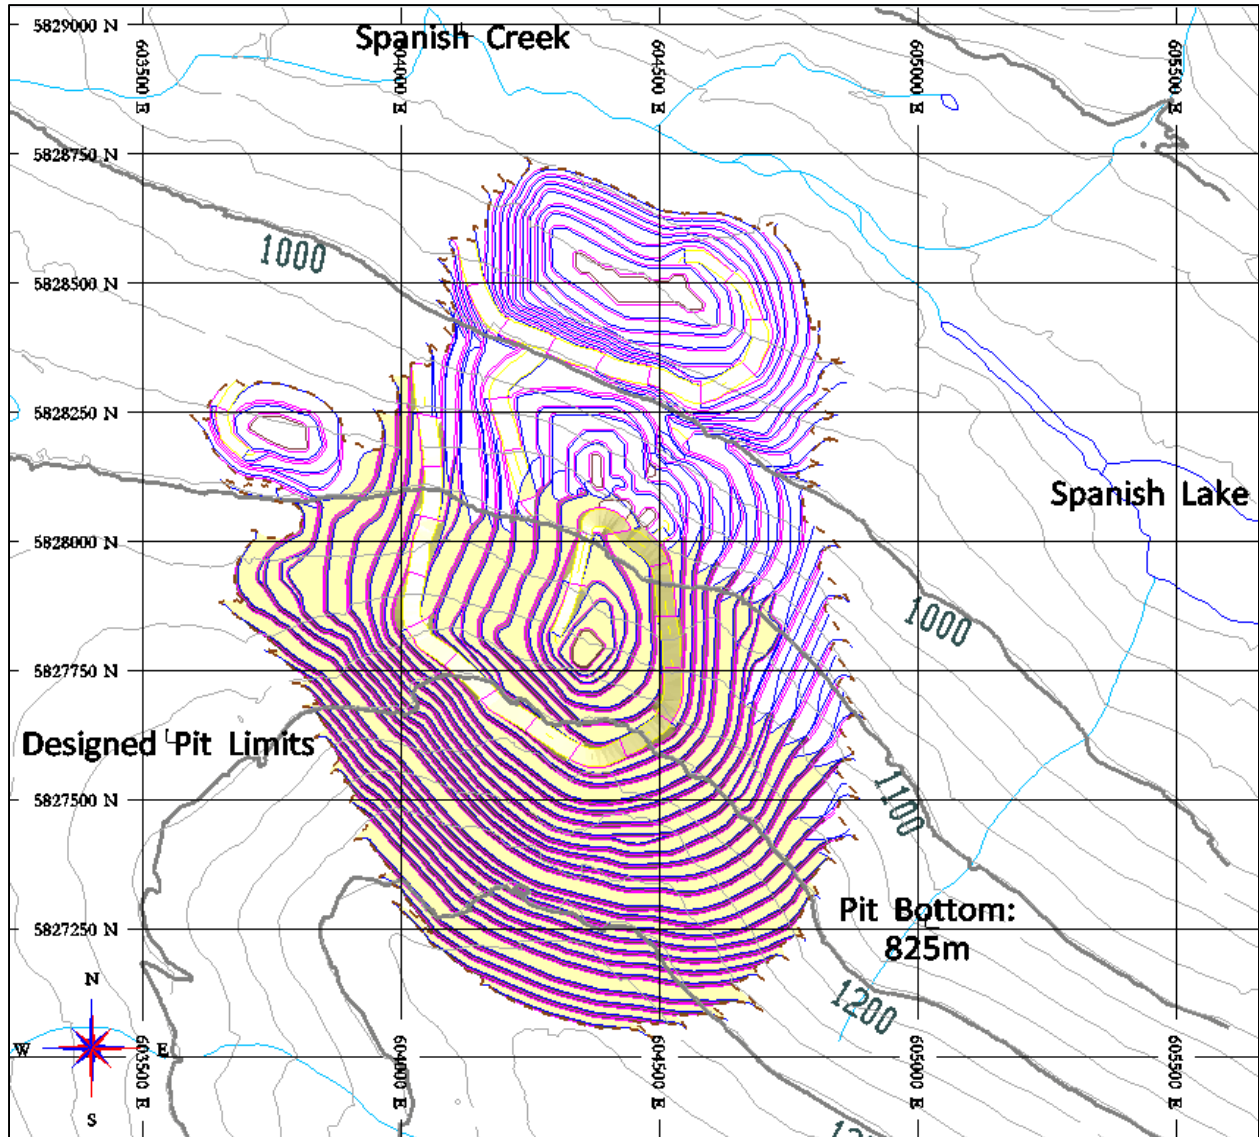 5829000 N
Spanish Creek
603500 E
604000 E
604500 E
605000 E
605500 E
5828750 N
1000
5828500 N
5828250 N
Spanish Lake
5828000 N
1000
5827750 N
Designed Pit Limits
5827500 N
1100
Pit Bottom:
825m
5827250 N
1200
N
W E
S
603500 E
604000 E
604500 E
605000 E
605500 E